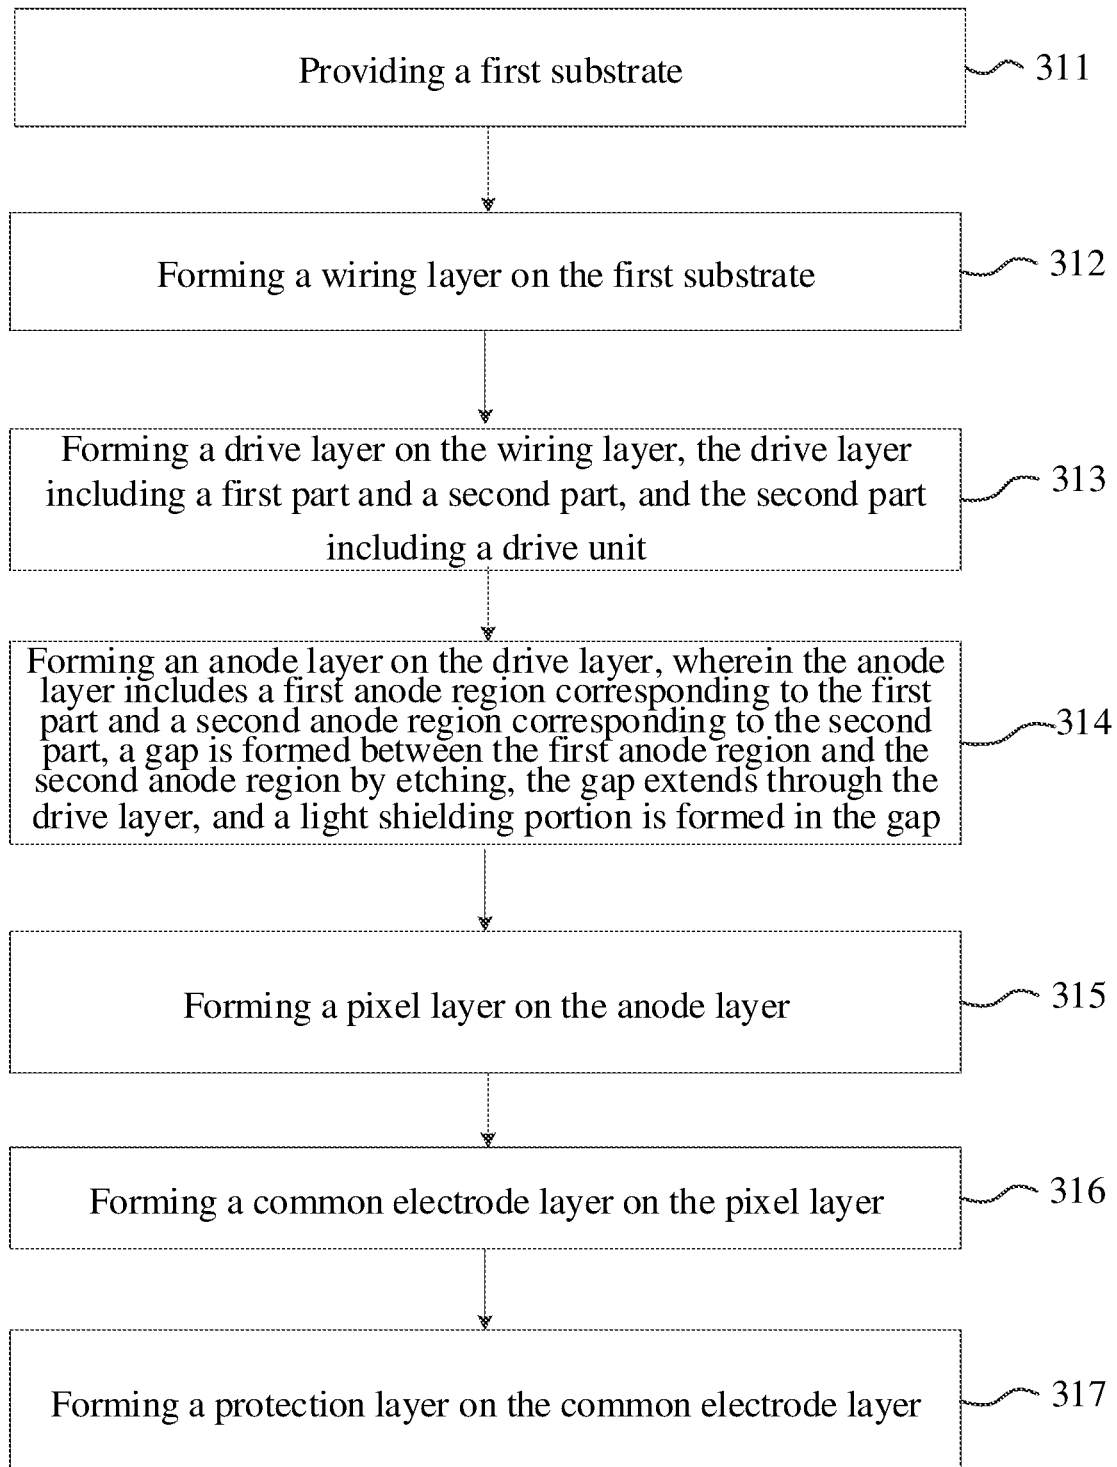 Providing a first substrate
311
Forming a wiring layer on the first substrate
312
Forming a drive layer on the wiring layer, the drive layer
including a first part and a second part, and the second part
including a drive unit
313
Forming an anode layer on the drive layer, wherein the anode
layer includes a first anode region corresponding to the first
part and a second anode region corresponding to the second
part, a gap is formed between the first anode region and the
second anode region by etching, the gap extends through the
drive layer, and a light shielding portion is formed in the gap
314
Forming a pixel layer on the anode layer
315
Forming a common electrode layer on the pixel layer
316
Forming a protection layer on the common electrode layer
317